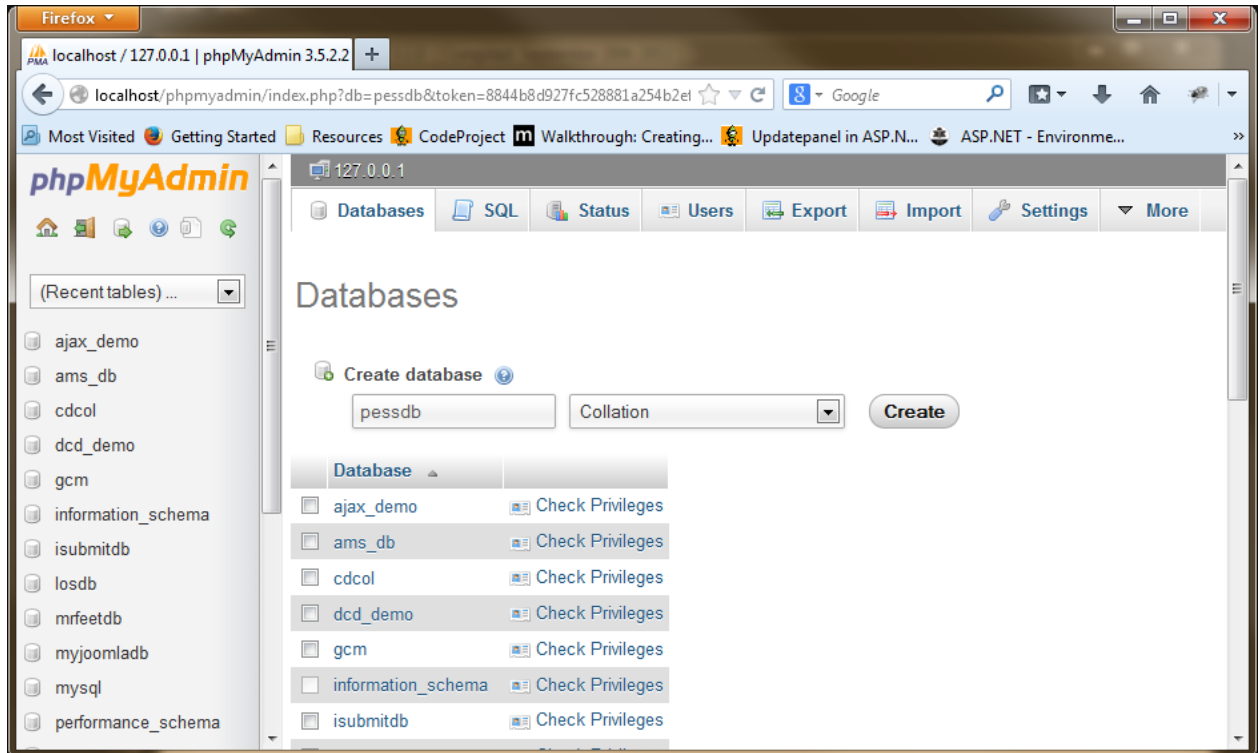 Firefox
localhost / 127.0.0.1 | phpMyAdmin 3.5.2.2
localhost/phpmyadmin/index.php?db=pessdb&token=8844b8d927fc528881a254b2et
Google
Most Visited Getting Started Resources CodeProject Walkthrough: Creating... Updatepanel in ASP.N... ASP.NET - Environme...
phpMyAdmin
(Recent tables) ...
ajax_demo
ams_db
cdcol
dcd_demo
gcm
information_schema
isubmitdb
losdb
mrfeetdb
myjoomladb
mysql
performance_schema
127.0.0.1
Databases SQL Status Users Export Import Settings More
Databases
Create database
pessdb Collation Create
Database
ajax_demo Check Privileges
ams_db Check Privileges
cdcol Check Privileges
dcd_demo Check Privileges
gcm Check Privileges
information_schema Check Privileges
isubmitdb Check Privileges